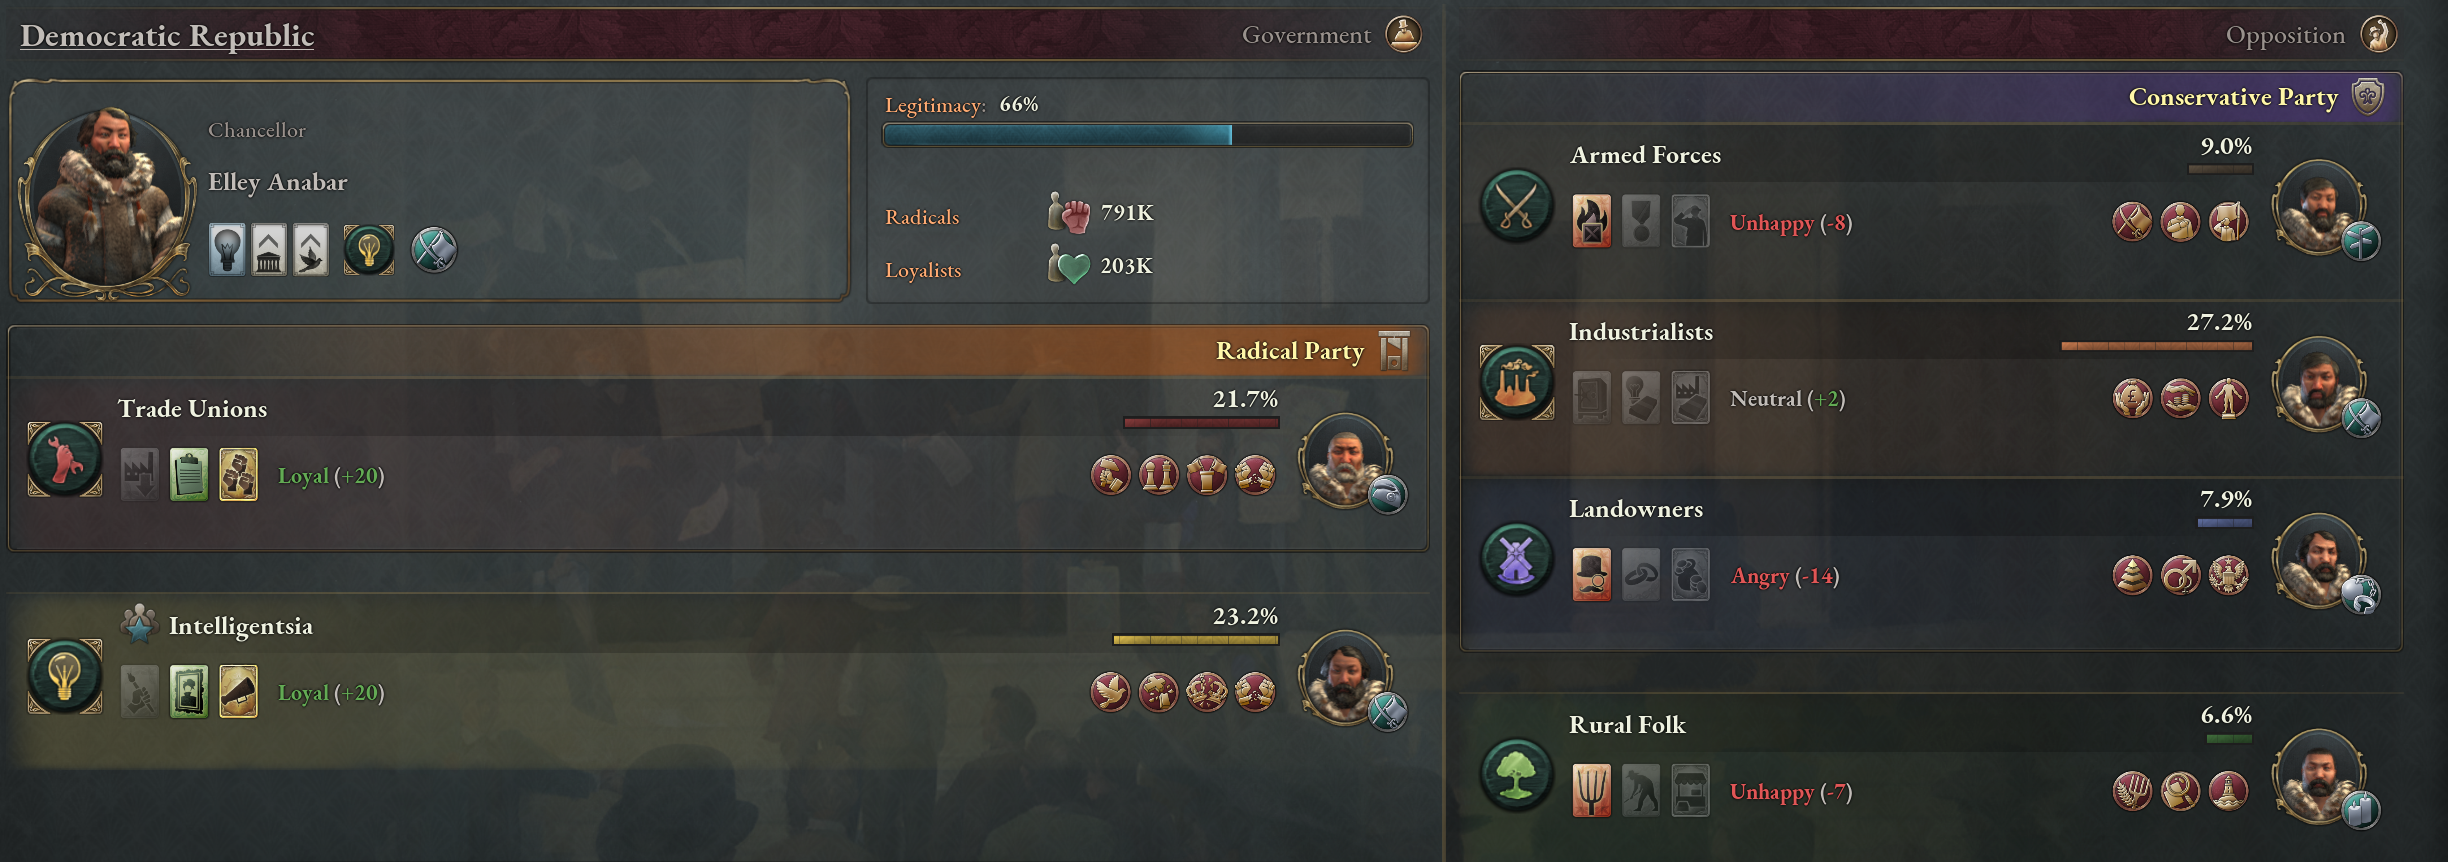 Democratic Republic
Government
Chancellor
Elley Anabar
Legitimacy: 66%
Radicals 791K
Loyalists 203K
Radical Party
Trade Unions
21.7%
Loyal (+20)
Intelligentsia
23.2%
Loyal (+20)
Opposition
Conservative Party
Armed Forces
9.0%
Unhappy (-8)
Industrialists
27.2%
Neutral (+2)
Landowners
7.9%
Angry (-14)
Rural Folk
6.6%
Unhappy (-7)